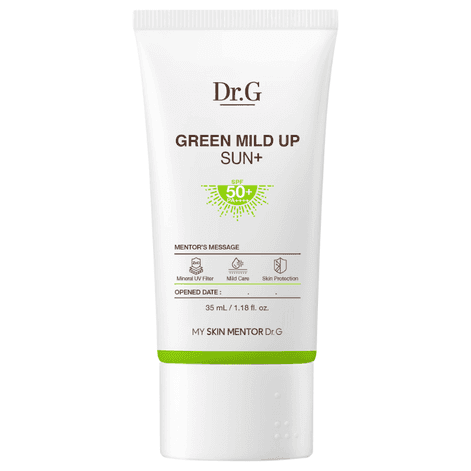 Dr.G
GREEN MILD UP
SUN+
SPF
50+
PA++++
MENTOR'S MESSAGE
Mineral UV Filter Mild Care Skin Protection
OPENED DATE : . .
35 mL / 1.18 fl. oz.
MY SKIN MENTOR Dr.G